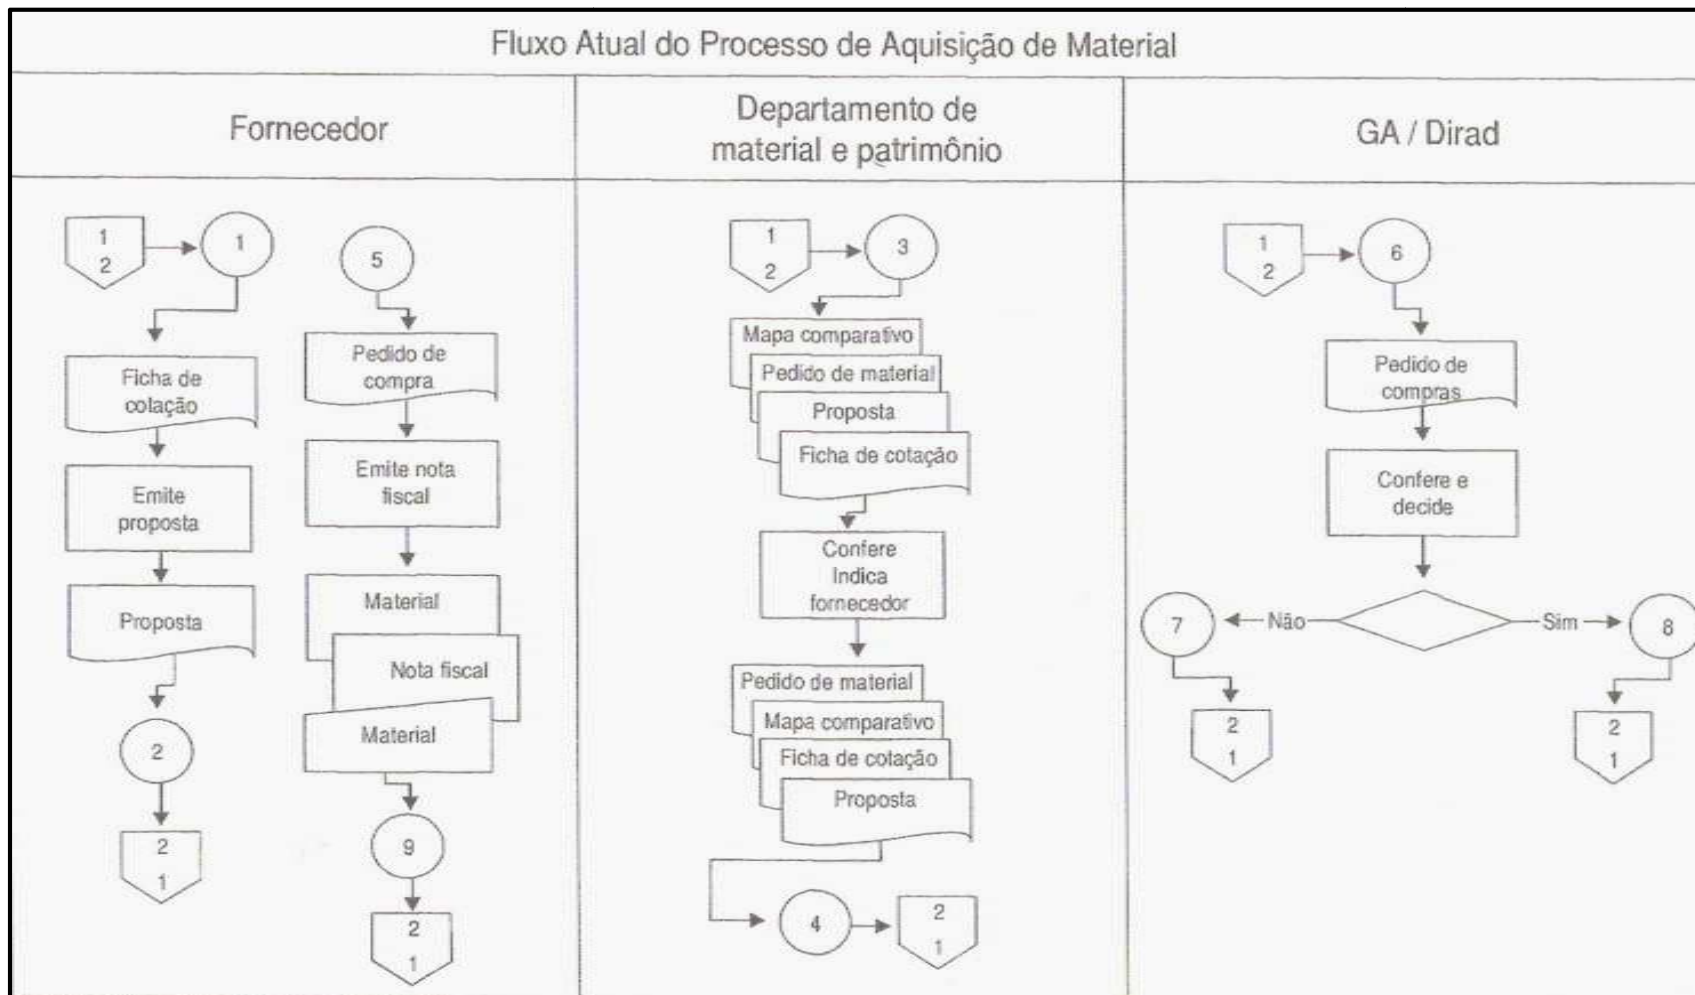 Fluxo Atual do Processo de Aquisição de Material
Fornecedor
Departamento de
material e patrimônio
GA / Dirad
1
2
1
5
Ficha de
colação
Pedido de
compra
Emite
proposta
Emite nota
fiscal
Proposta
Material
Nota fiscal
Material
2
2
1
9
2
1
1
2
3
Mapa comparativo
Pedido de material
Proposta
Ficha de cotação
Confere
Indica
fornecedor
Pedido de material
Mapa comparativo
Ficha de cotação
Proposta
4
2
1
1
2
6
Pedido de
compras
Confere e
decide
7
Não
Sim
8
2
1
2
1